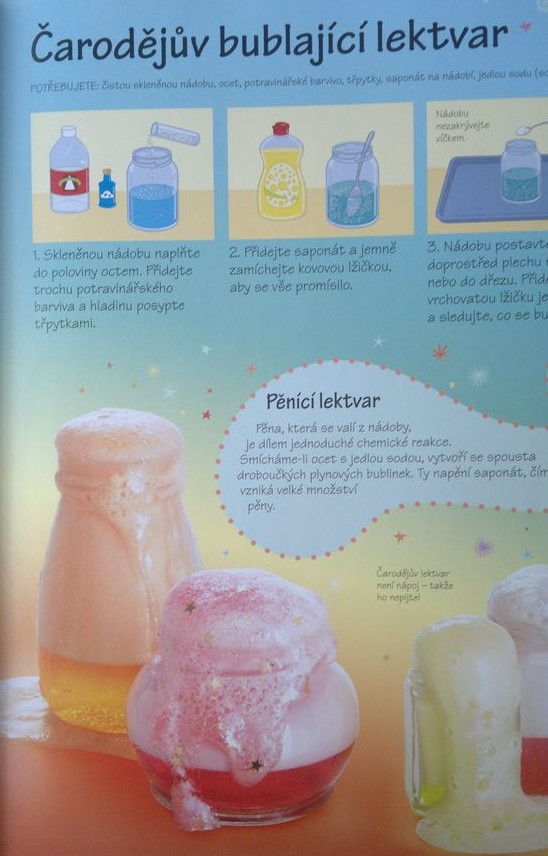 Čarodějův bublající lektvar
POTŘEBUJETE: čistou skleněnou nádobu, ocet, potravinářské barvivo, třpytky, saponát na nádobí, jedlou sodu
Nádobu
nezakrývejte
víčkem.
1. Skleněnou nádobu naplňte
do poloviny octem. Přidejte
trochu potravinářského
barviva a hladinu posypte
třpytkami.
2. Přidejte saponát a jemně
zamíchejte kovovou lžičkou,
aby se vše promísilo.
3. Nádobu postavte
doprostřed plechu
nebo do dřezu.
vrchovatou lžičku
a sledujte, co se
Pěnící lektvar
Pěna, která se valí z nádoby,
je dílem jednoduché chemické reakce.
Smícháme-li ocet s jedlou sodou, vytvoří se spousta
droboučkých plynových bublinek. Ty napění saponát, čím
vzniká velké množství
pěny.
Čarodějův lektvar
není nápoj – takže
ho nepijte!